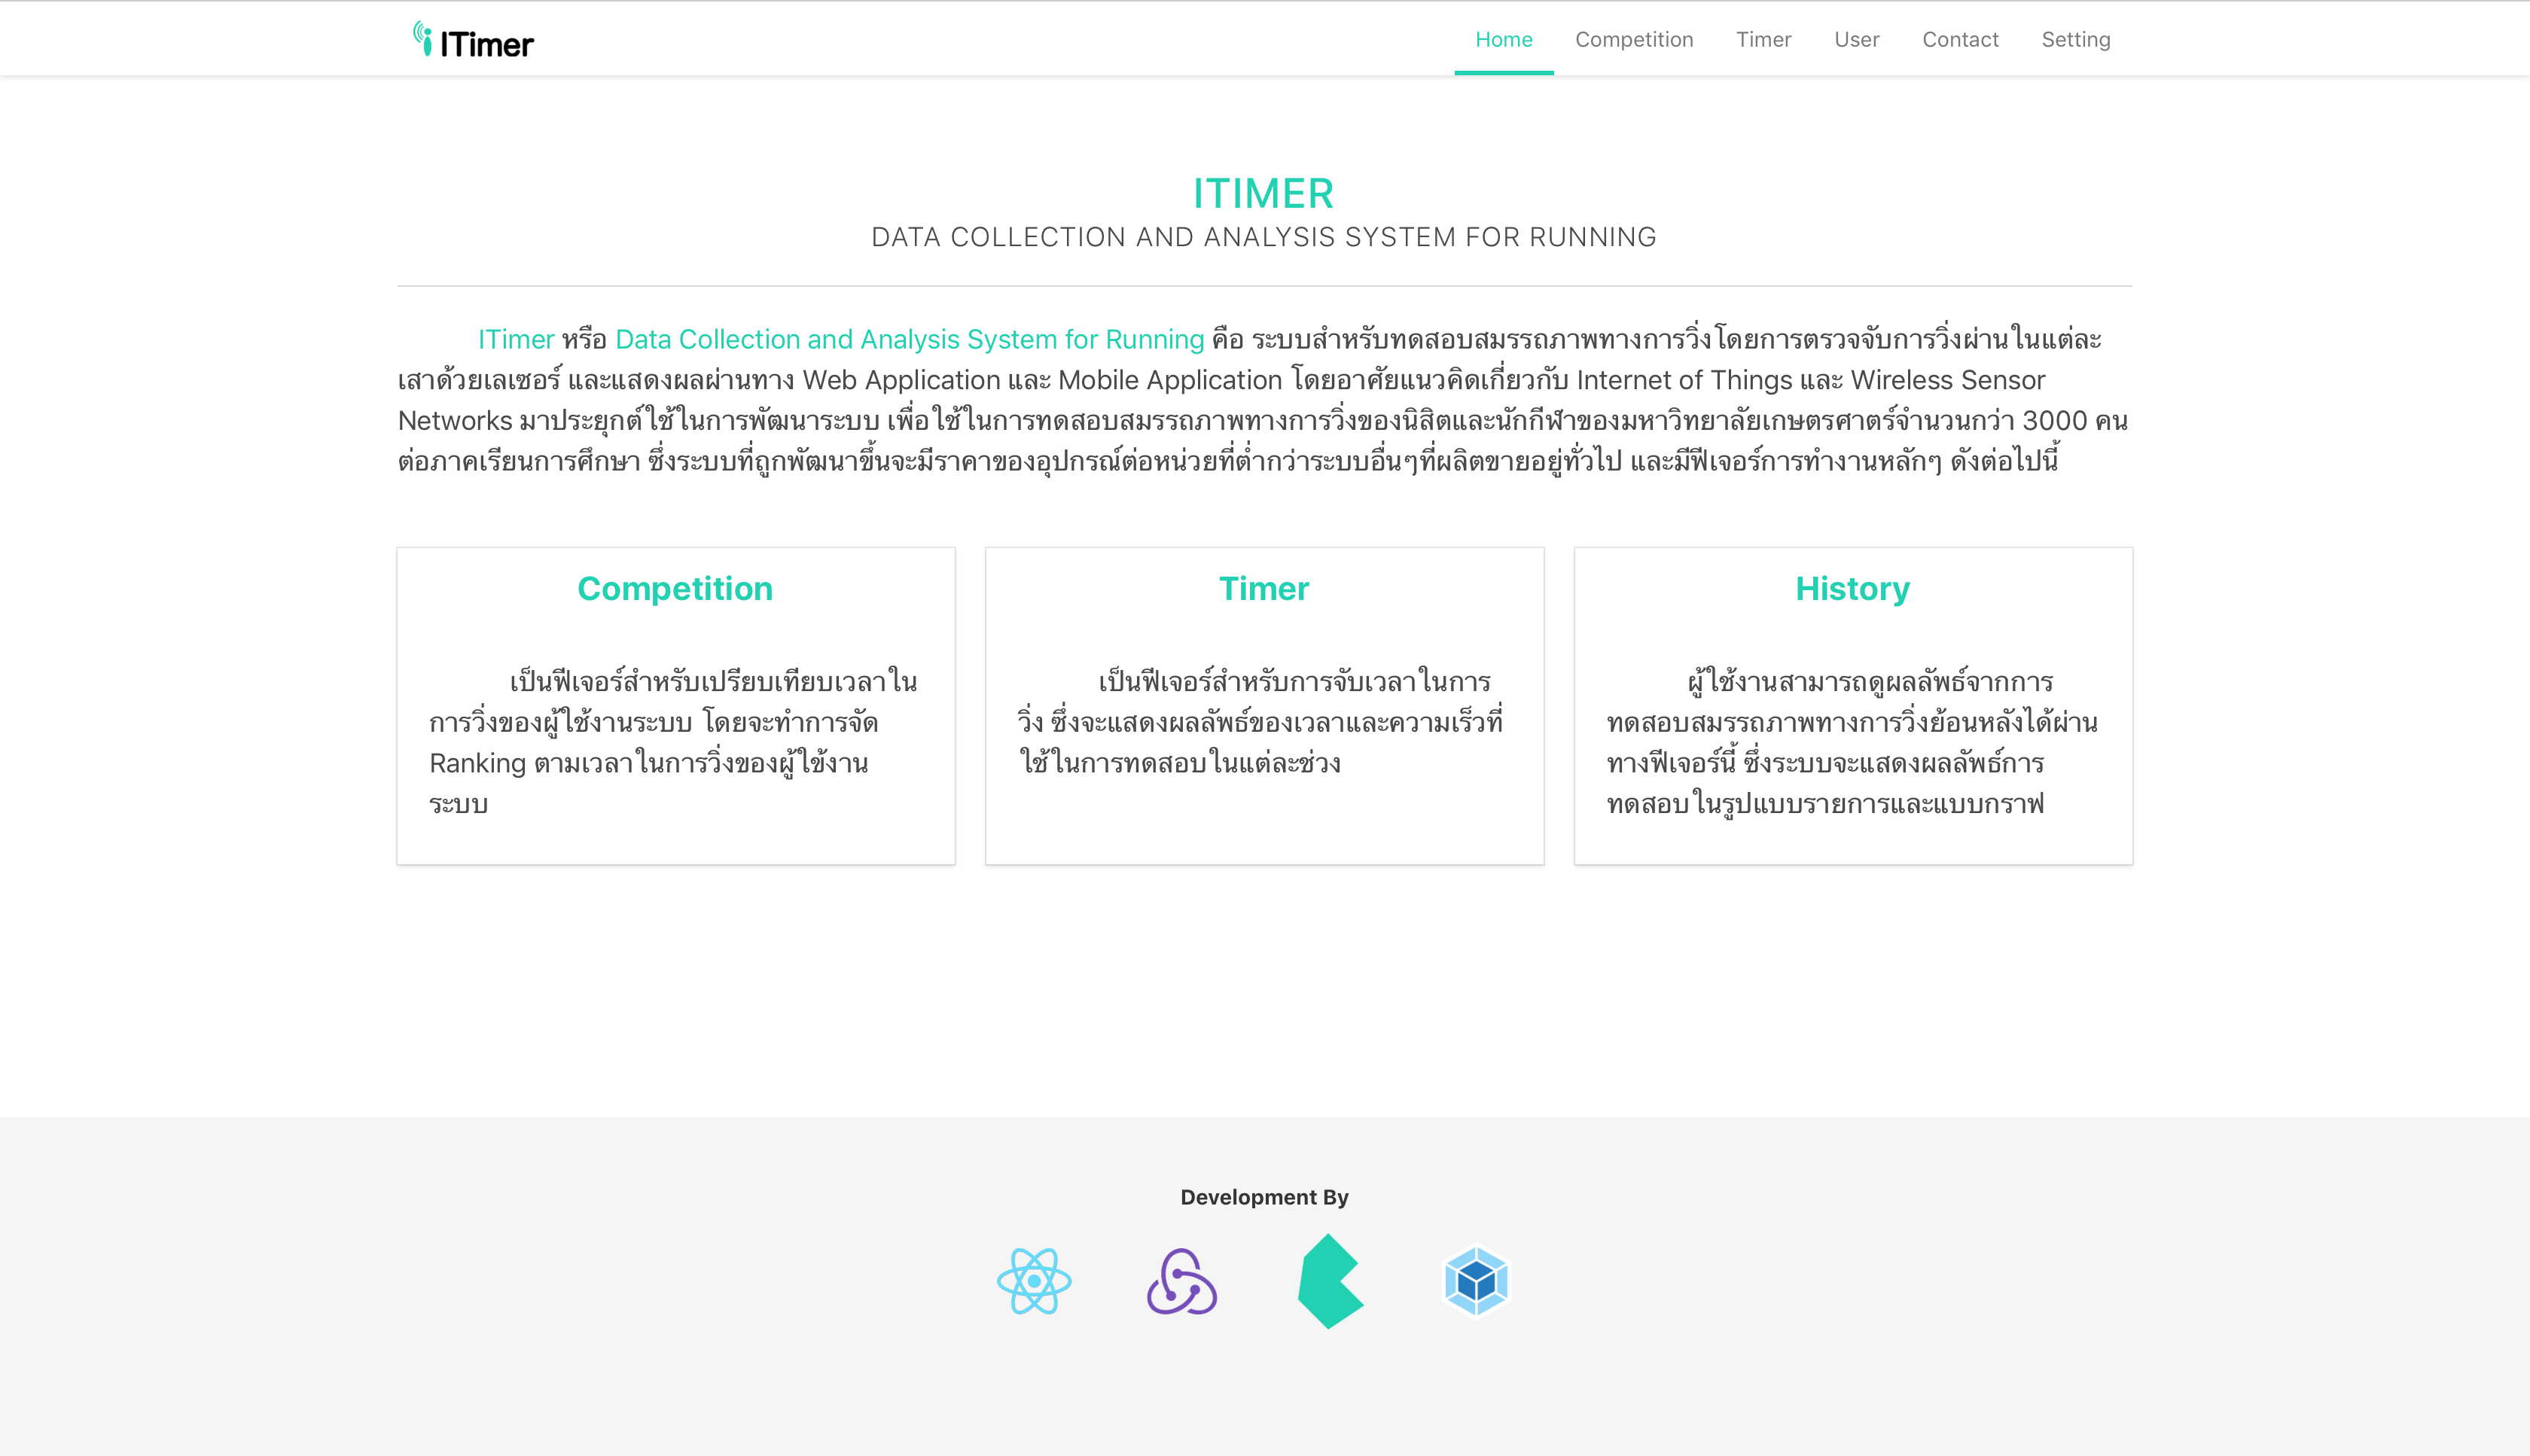 ITimer
Home Competition Timer User Contact Setting
ITIMER
DATA COLLECTION AND ANALYSIS SYSTEM FOR RUNNING
ITimer หรือ Data Collection and Analysis System for Running คือ ระบบสำหรับทดสอบสมรรถภาพทางการวิ่งโดยการตรวจจับการวิ่งผ่านในแต่ละ
เสาด้วยเลเซอร์ และแสดงผลผ่านทาง Web Application และ Mobile Application โดยอาศัยแนวคิดเกี่ยวกับ Internet of Things และ Wireless Sensor
Networks มาประยุกต์ใช้ในการพัฒนาระบบ เพื่อใช้ในการทดสอบสมรรถภาพทางการวิ่งของนิสิตและนักกีฬาของมหาวิทยาลัยเกษตรศาตร์จำนวนกว่า 3000 คน
ต่อภาคเรียนการศึกษา ซึ่งระบบที่ถูกพัฒนาขึ้นจะมีราคาของอุปกรณ์ต่อหน่วยที่ต่ำกว่าระบบอื่นๆที่ผลิตขายอยู่ทั่วไป และมีฟีเจอร์การทำงานหลักๆ ดังต่อไปนี้
Competition
เป็นฟีเจอร์สำหรับเปรียบเทียบเวลาใน
การวิ่งของผู้ใช้งานระบบ โดยจะทำการจัด
Ranking ตามเวลาในการวิ่งของผู้ใข้งาน
ระบบ
Timer
เป็นฟีเจอร์สำหรับการจับเวลาในการ
วิ่ง ซึ่งจะแสดงผลลัพธ์ของเวลาและความเร็วที่
ใช้ในการทดสอบในแต่ละช่วง
History
ผู้ใช้งานสามารถดูผลลัพธ์จากการ
ทดสอบสมรรถภาพทางการวิ่งย้อนหลังได้ผ่าน
ทางฟีเจอร์นี้ ซึ่งระบบจะแสดงผลลัพธ์การ
ทดสอบในรูปแบบรายการและแบบกราฟ
Development By